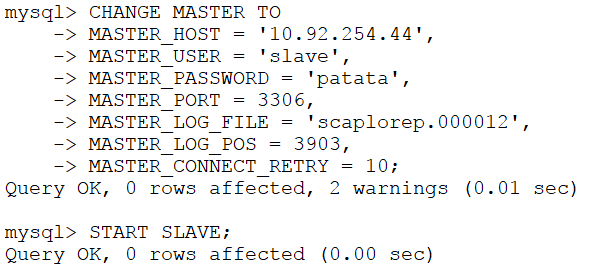 mysql> CHANGE MASTER TO
    -> MASTER_HOST = '10.92.254.44',
    -> MASTER_USER = 'slave',
    -> MASTER_PASSWORD = 'patata',
    -> MASTER_PORT = 3306,
    -> MASTER_LOG_FILE = 'scaplorep.000012',
    -> MASTER_LOG_POS = 3903,
    -> MASTER_CONNECT_RETRY = 10;
Query OK, 0 rows affected, 2 warnings (0.01 sec)

mysql> START SLAVE;
Query OK, 0 rows affected (0.00 sec)